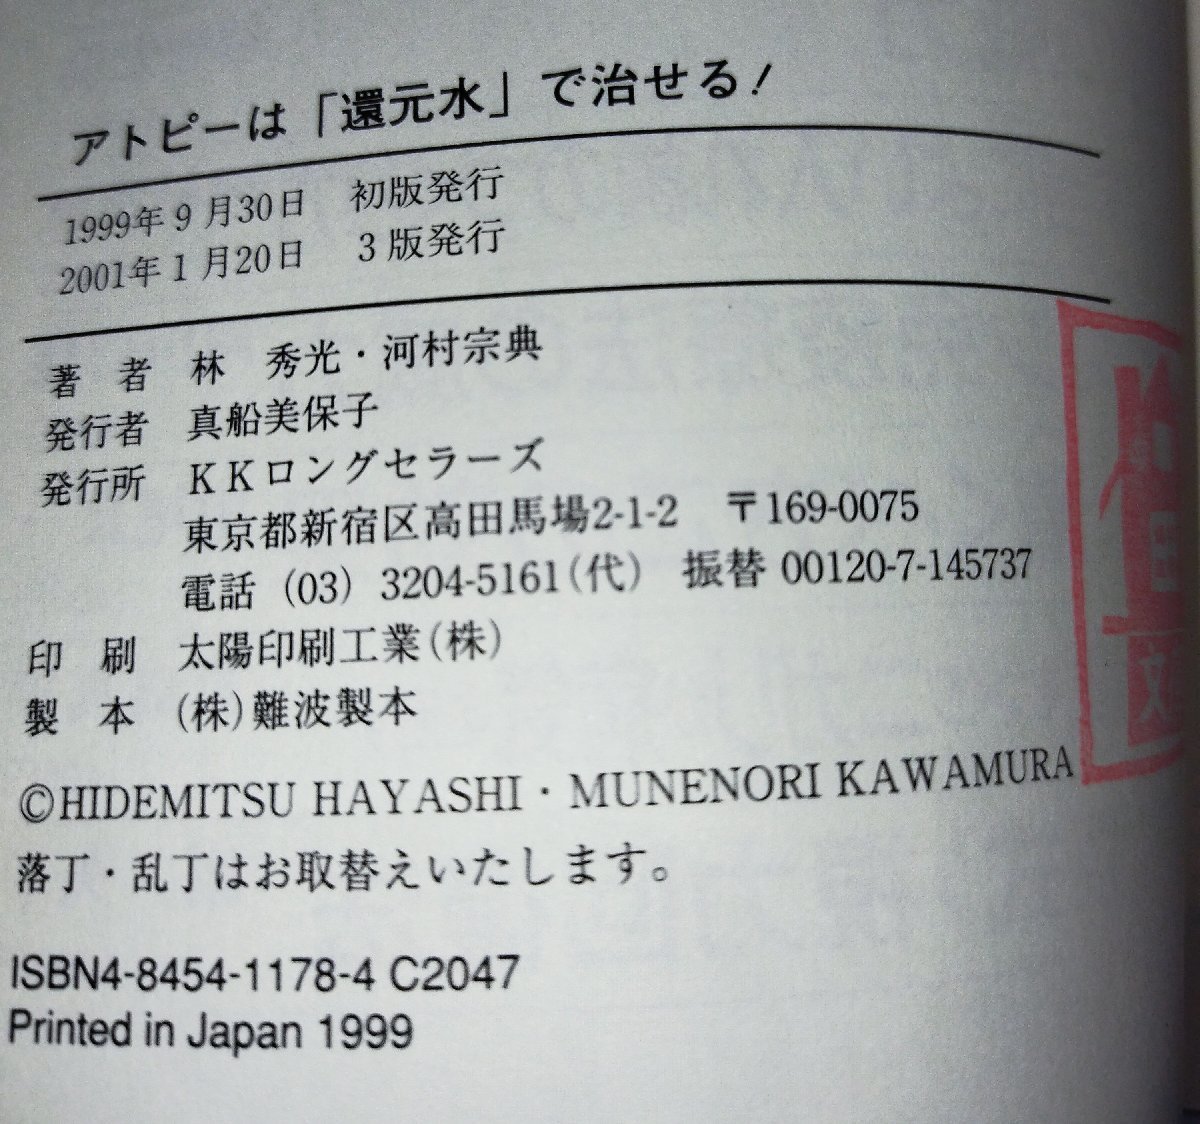 アトピーは「還元水」で治せる!
1999年9月30日 初版発行
2001年1月20日 3版発行
著 者 林 秀光・河村宗典
発行者 真船美保子
発行所 KKロングセラーズ
東京都新宿区高田馬場2-1-2 〒169-0075
電話 (03) 3204-5161(代) 振替 00120-7-145737
印 刷 太陽印刷工業(株)
製 本 (株)難波製本
©HIDEMITSU HAYASHI・MUNENORI KAWAMURA
落丁・乱丁はお取替えいたします。
ISBN4-8454-1178-4 C2047
Printed in Japan 1999